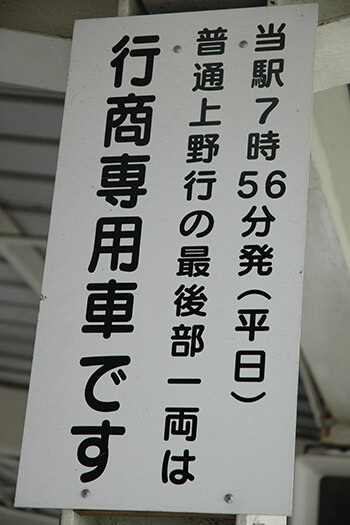 当駅7時56分発(平日)
普通上野行の最後部一両は
行商専用車です